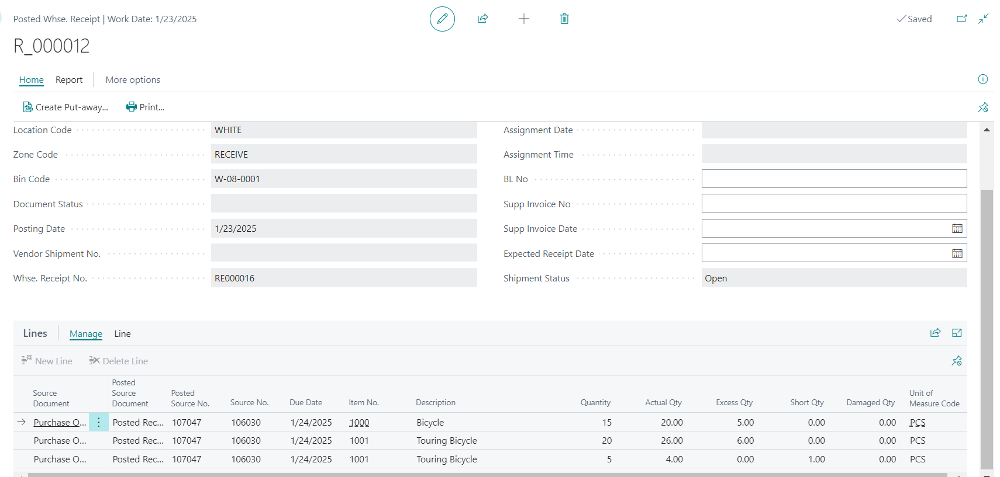 Posted Whse. Receipt | Work Date: 1/23/2025
Saved
R_000012
Home Report More options
Create Put-away... Print...
Location Code WHITE
Assignment Date
Zone Code RECEIVE
Assignment Time
Bin Code W-08-0001
BL No
Document Status
Supp Invoice No
Posting Date 1/23/2025
Supp Invoice Date
Vendor Shipment No.
Expected Receipt Date
Whse. Receipt No. RE000016
Shipment Status Open
Lines Manage Line
New Line Delete Line
Source Document Posted Source Document Posted Source No. Source No. Due Date Item No. Description Quantity Actual Qty Excess Qty Short Qty Damaged Qty Unit of Measure Code
Purchase O... Posted Rec... 107047 106030 1/24/2025 1000 Bicycle 15 20.00 5.00 0.00 0.00 PCS
Purchase O... Posted Rec... 107047 106030 1/24/2025 1001 Touring Bicycle 20 26.00 6.00 0.00 0.00 PCS
Purchase O... Posted Rec... 107047 106030 1/24/2025 1001 Touring Bicycle 5 4.00 0.00 1.00 0.00 PCS